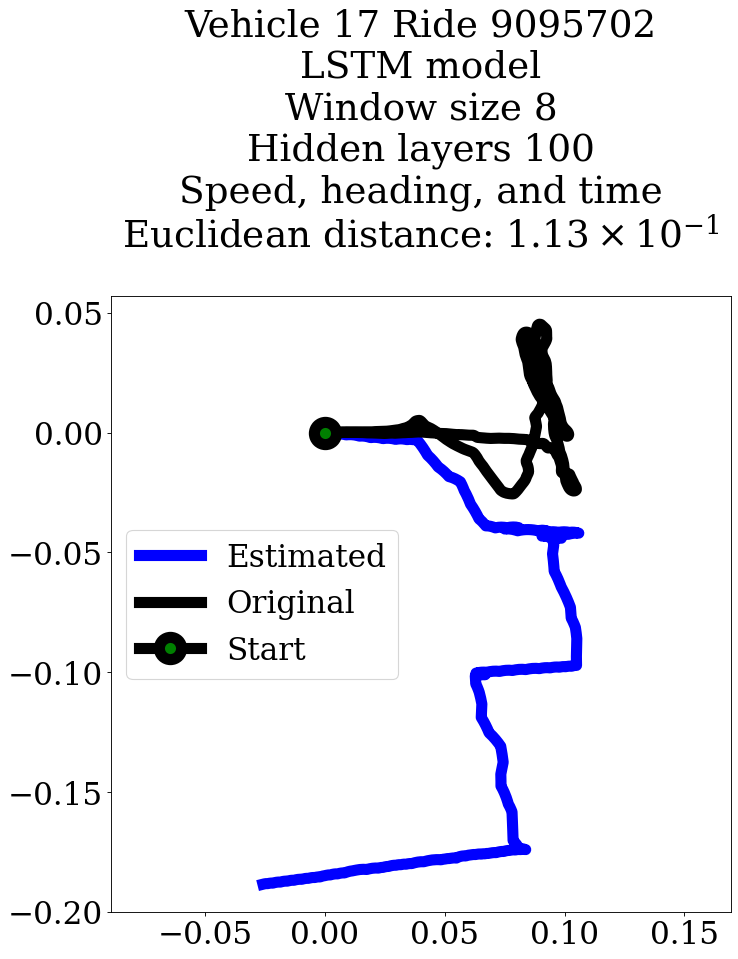 Vehicle 17 Ride 9095702
LSTM model
Window size 8
Hidden layers 100
Speed, heading, and time
Euclidean distance: 1.13 × 10⁻¹
0.05
0.00
−0.05
−0.10
−0.15
−0.20
Estimated
Original
Start
−0.05 0.00 0.05 0.10 0.15